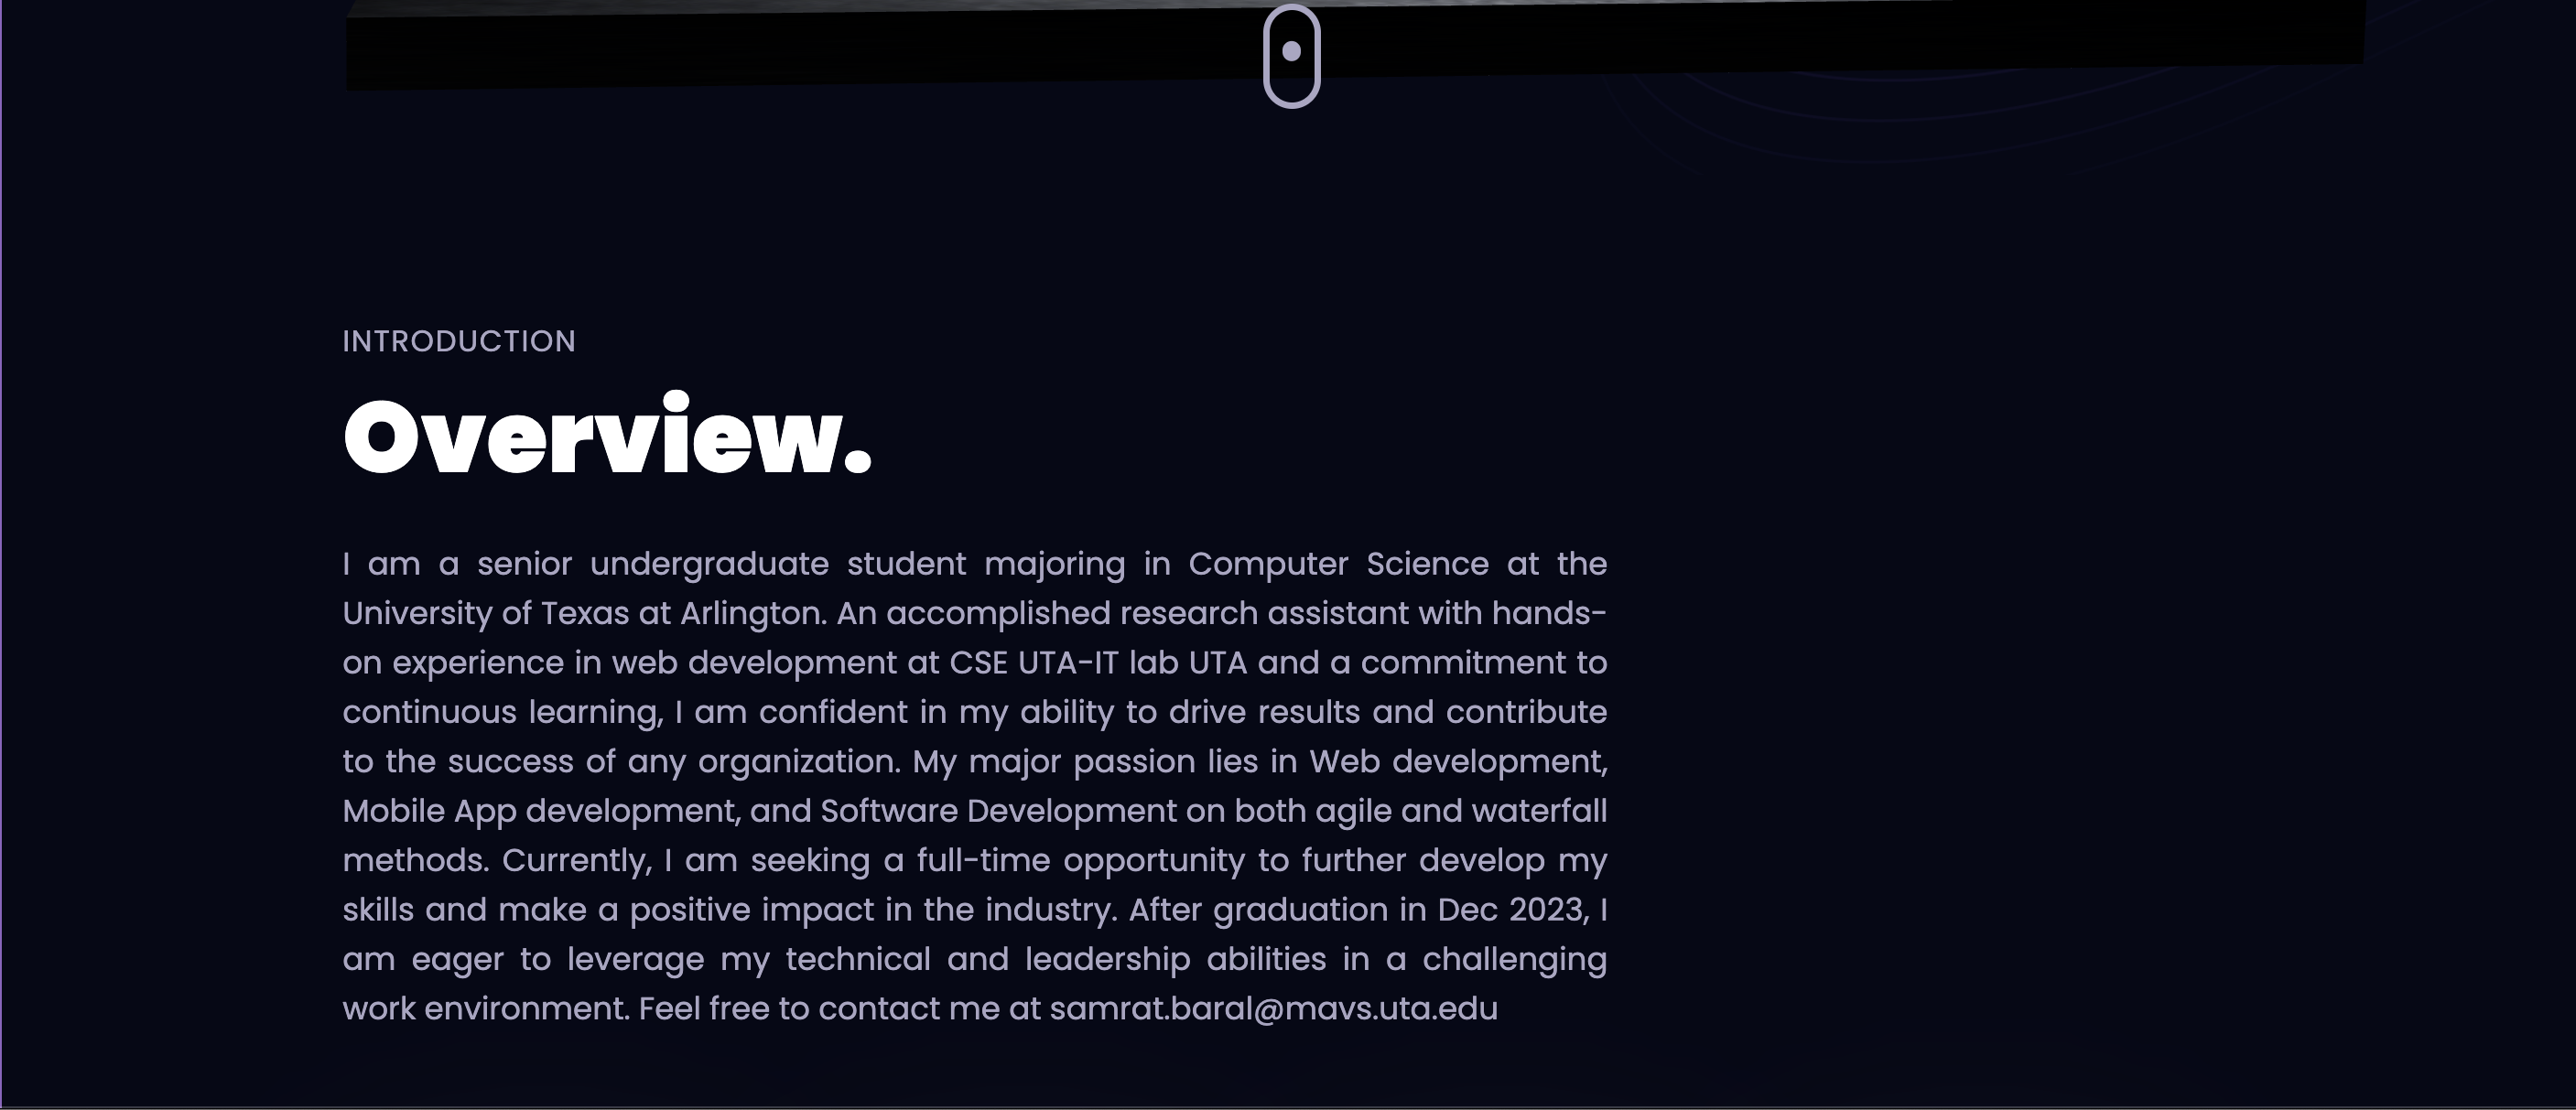 INTRODUCTION
Overview.
I am a senior undergraduate student majoring in Computer Science at the
University of Texas at Arlington. An accomplished research assistant with hands-
on experience in web development at CSE UTA-IT lab UTA and a commitment to
continuous learning, I am confident in my ability to drive results and contribute
to the success of any organization. My major passion lies in Web development,
Mobile App development, and Software Development on both agile and waterfall
methods. Currently, I am seeking a full-time opportunity to further develop my
skills and make a positive impact in the industry. After graduation in Dec 2023, I
am eager to leverage my technical and leadership abilities in a challenging
work environment. Feel free to contact me at samrat.baral@mavs.uta.edu